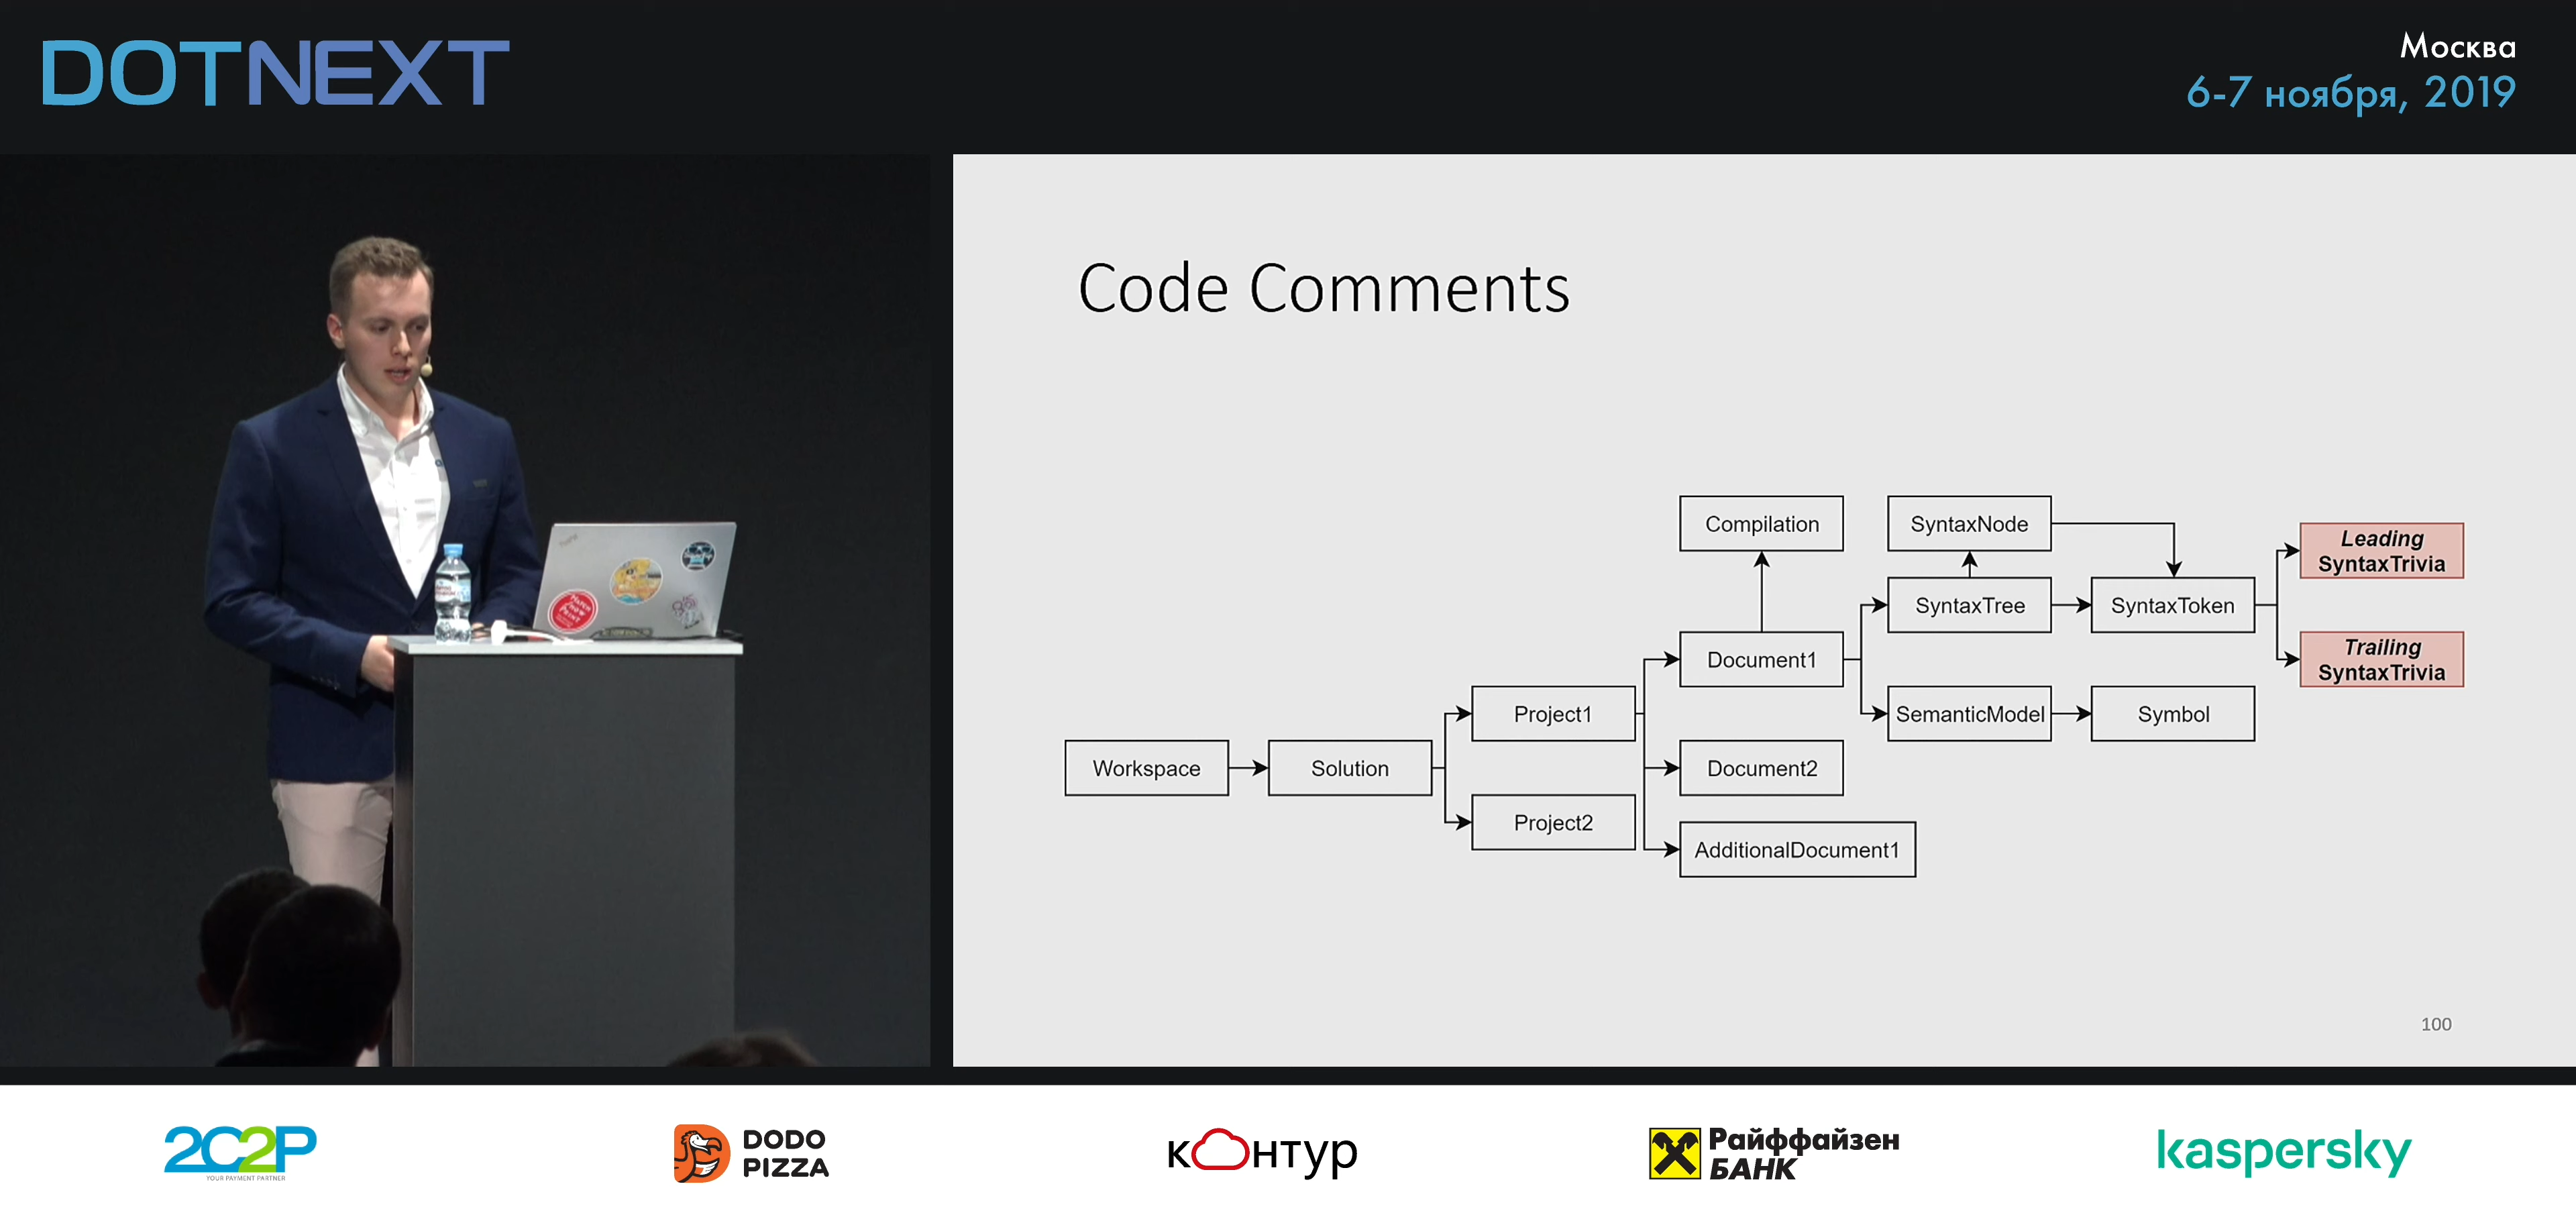 DOTNEXT
Москва
6-7 ноября, 2019
Code Comments
Compilation
SyntaxNode
Leading
SyntaxTrivia
SyntaxTree
SyntaxToken
Document1
Trailing
SyntaxTrivia
Project1
SemanticModel
Symbol
Workspace
Solution
Document2
Project2
AdditionalDocument1
100
2C2P
YOUR PAYMENT PARTNER
DODO
PIZZA
контур
Райффайзен
БАНК
kaspersky